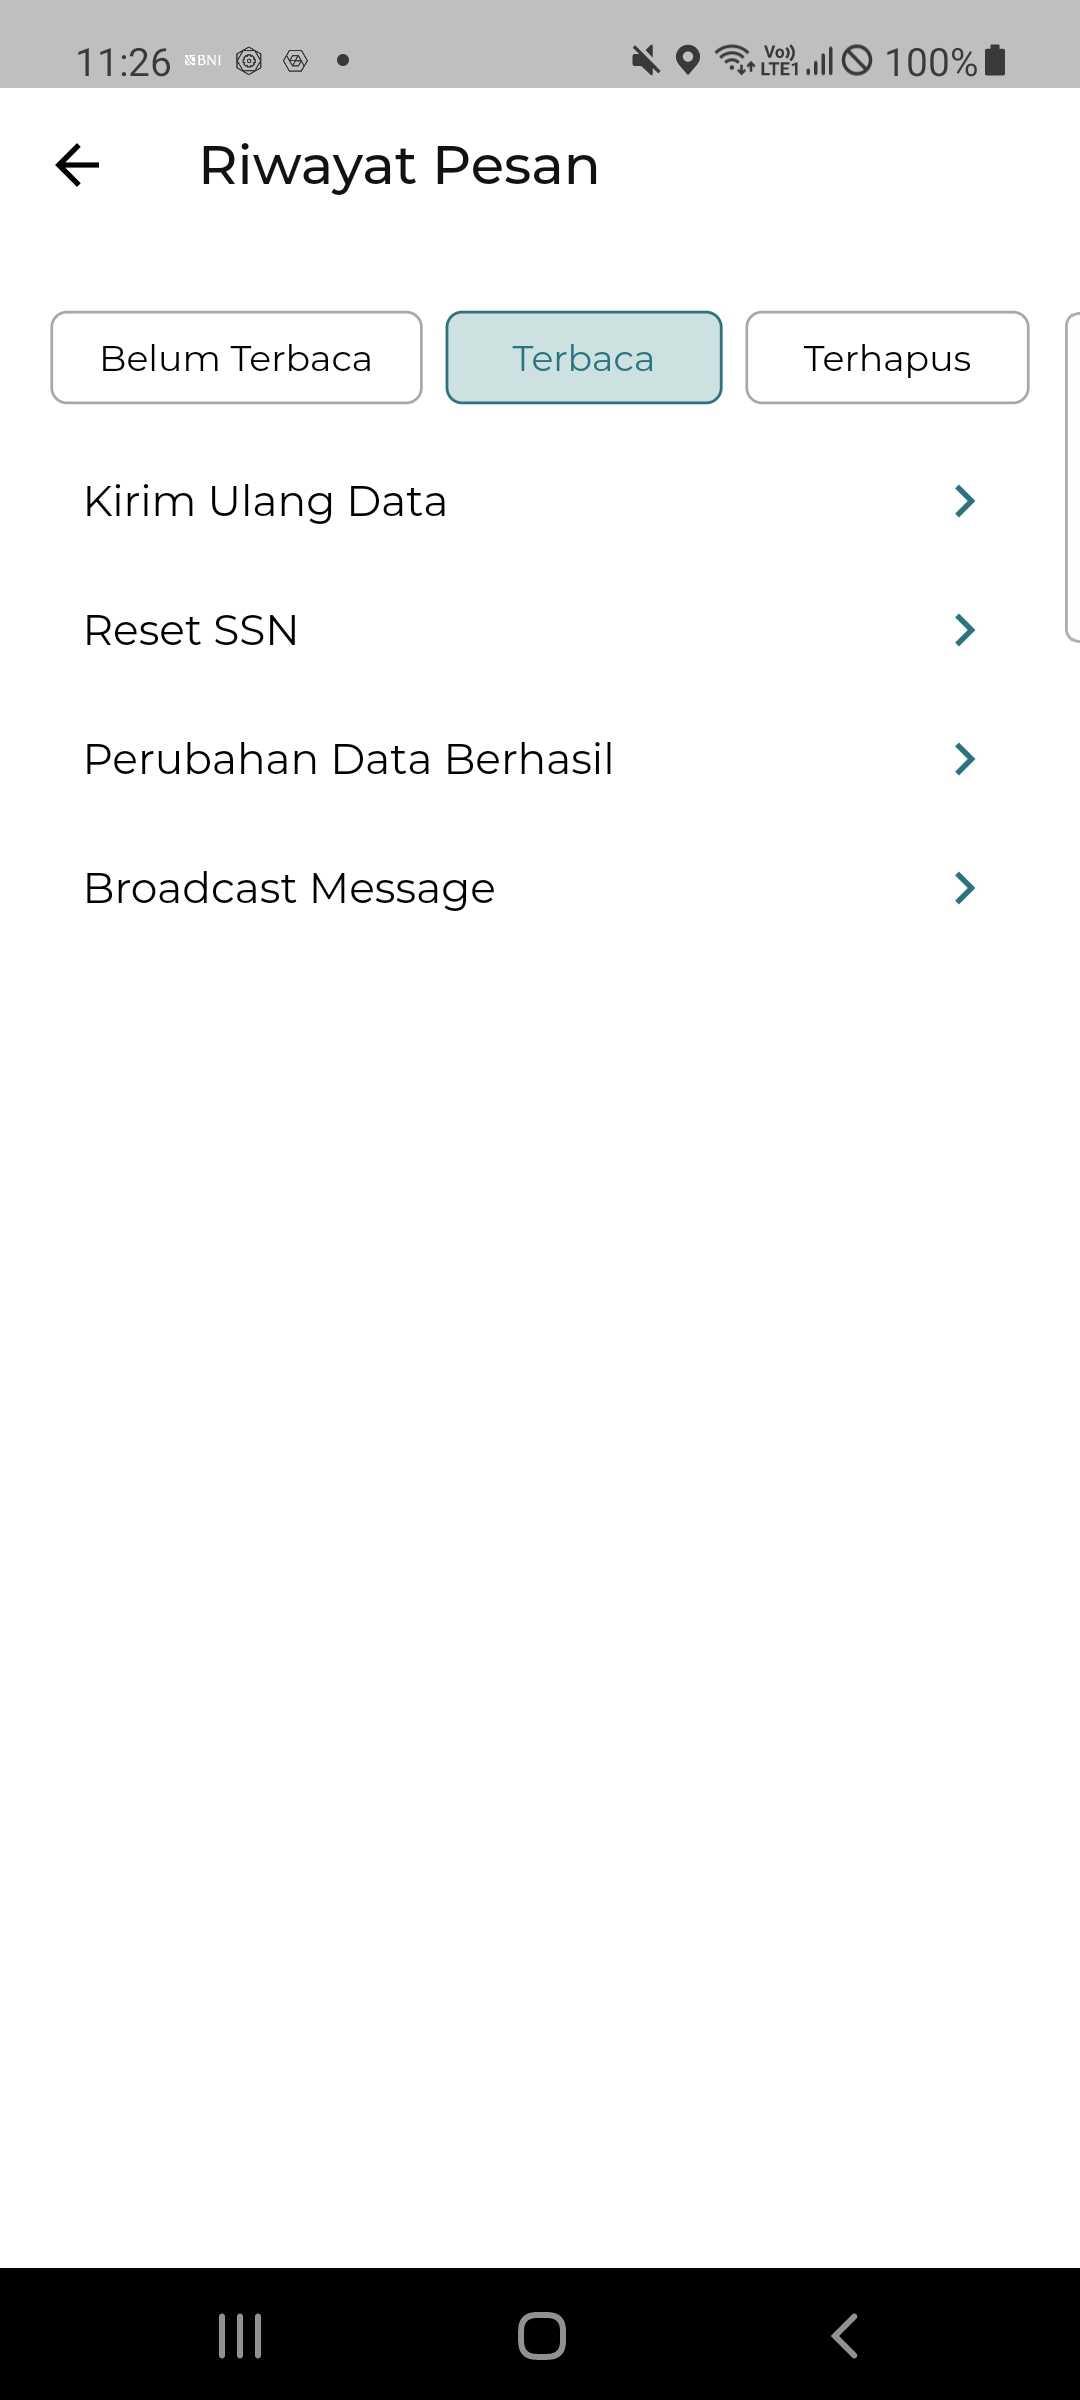 11:26 BNI Vo)) LTE1 100%
Riwayat Pesan
Belum Terbaca Terbaca Terhapus
Kirim Ulang Data
Reset SSN
Perubahan Data Berhasil
Broadcast Message